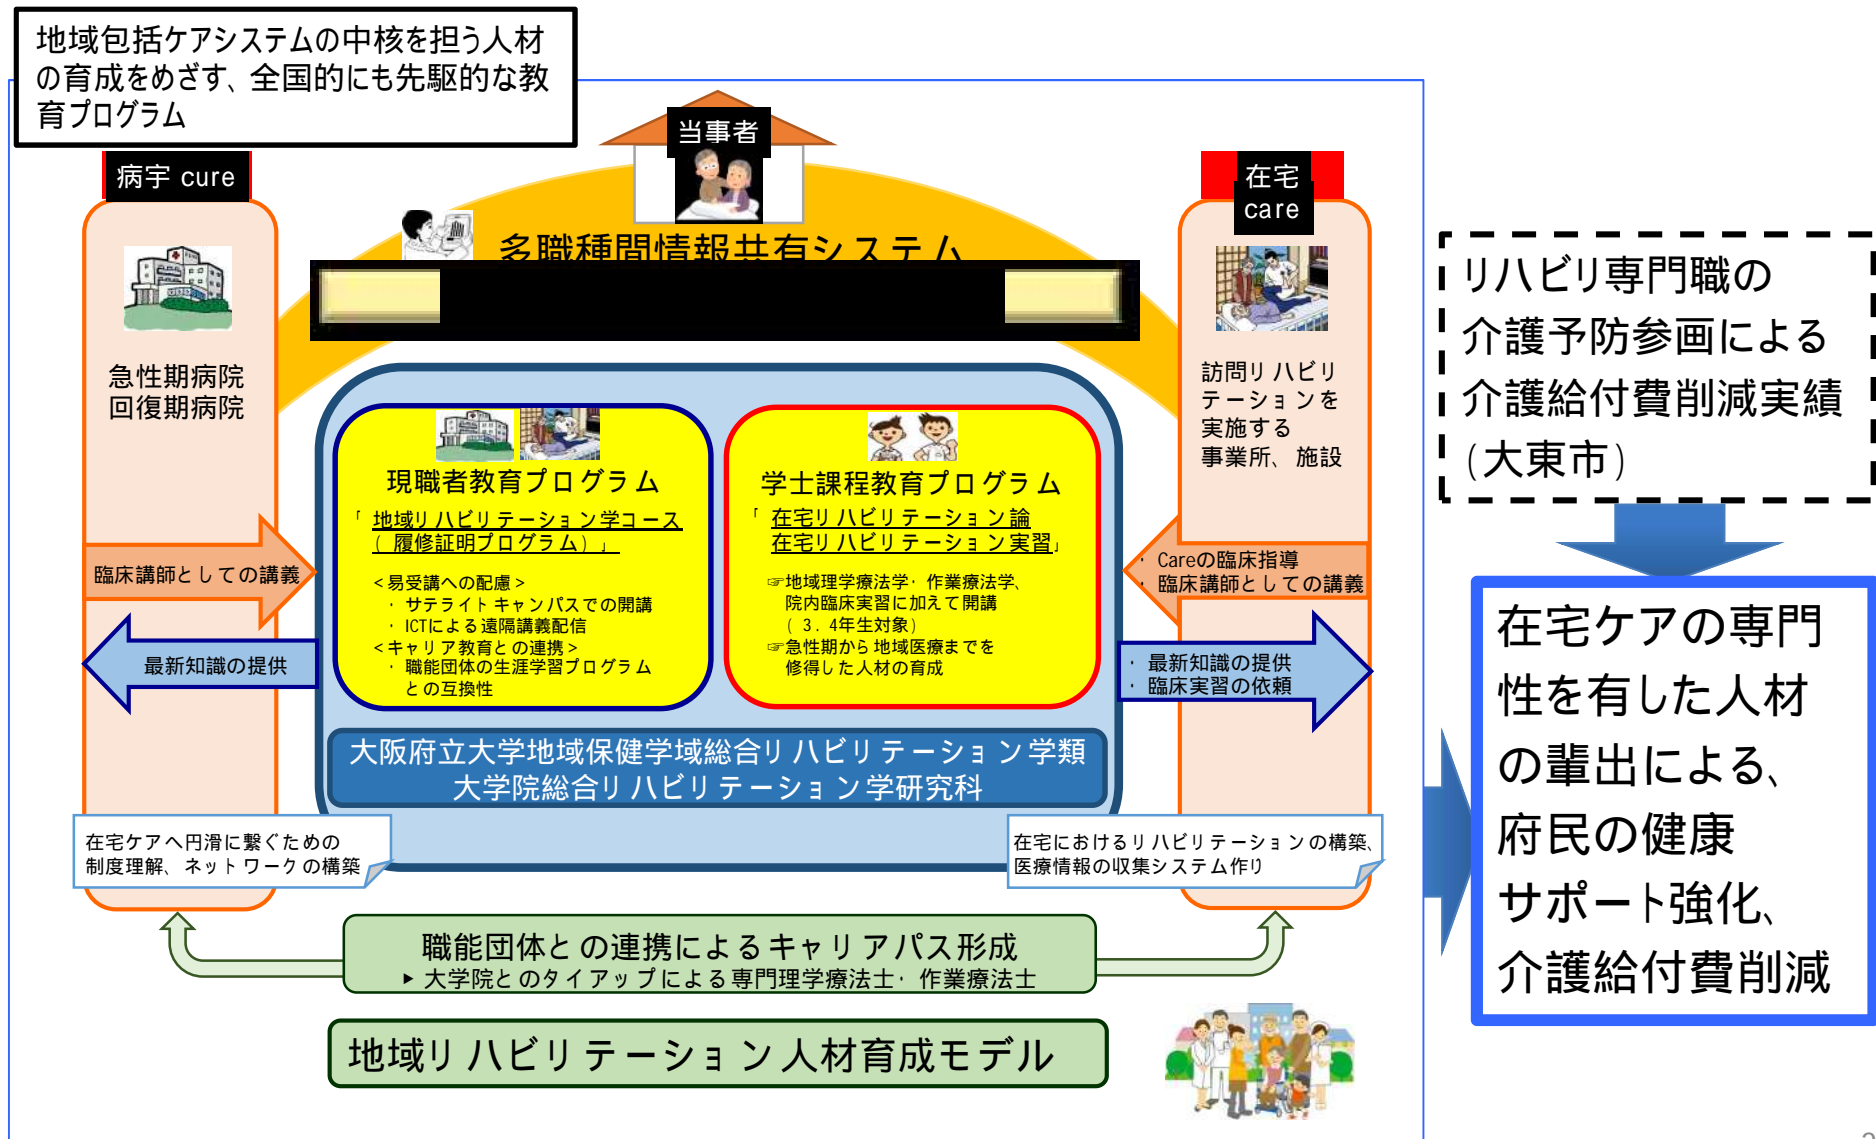 地域包括ケアシステムの中核を担う人材
の育成をめざす、全国的にも先駆的な教
育プログラム
当事者
病宇 cure
在宅
care
多職種間情報共有システム
急性期病院
回復期病院
訪問リハビリ
テーションを
実施する
事業所、施設
現職者教育プログラム
「地域リハビリテーション学コース
(履修証明プログラム)」
<易受講への配慮>
・サテライトキャンパスでの開講
・ICTによる遠隔講義配信
<キャリア教育との連携>
・職能団体の生涯学習プログラム
との互換性
学士課程教育プログラム
「在宅リハビリテーション論
在宅リハビリテーション実習」
☞地域理学療法学・作業療法学、
院内臨床実習に加えて開講
(3．4年生対象)
☞急性期から地域医療までを
修得した人材の育成
臨床講師としての講義
最新知識の提供
・Careの臨床指導
・臨床講師としての講義
・最新知識の提供
・臨床実習の依頼
大阪府立大学地域保健学域総合リハビリテーション学類
大学院総合リハビリテーション学研究科
在宅ケアへ円滑に繋ぐための
制度理解、ネットワークの構築
在宅におけるリハビリテーションの構築、
医療情報の収集システム作り
職能団体との連携によるキャリアパス形成
▶大学院とのタイアップによる専門理学療法士・作業療法士
地域リハビリテーション人材育成モデル
リハビリ専門職の
介護予防参画による
介護給付費削減実績
(大東市)
在宅ケアの専門
性を有した人材
の輩出による、
府民の健康
サポート強化、
介護給付費削減